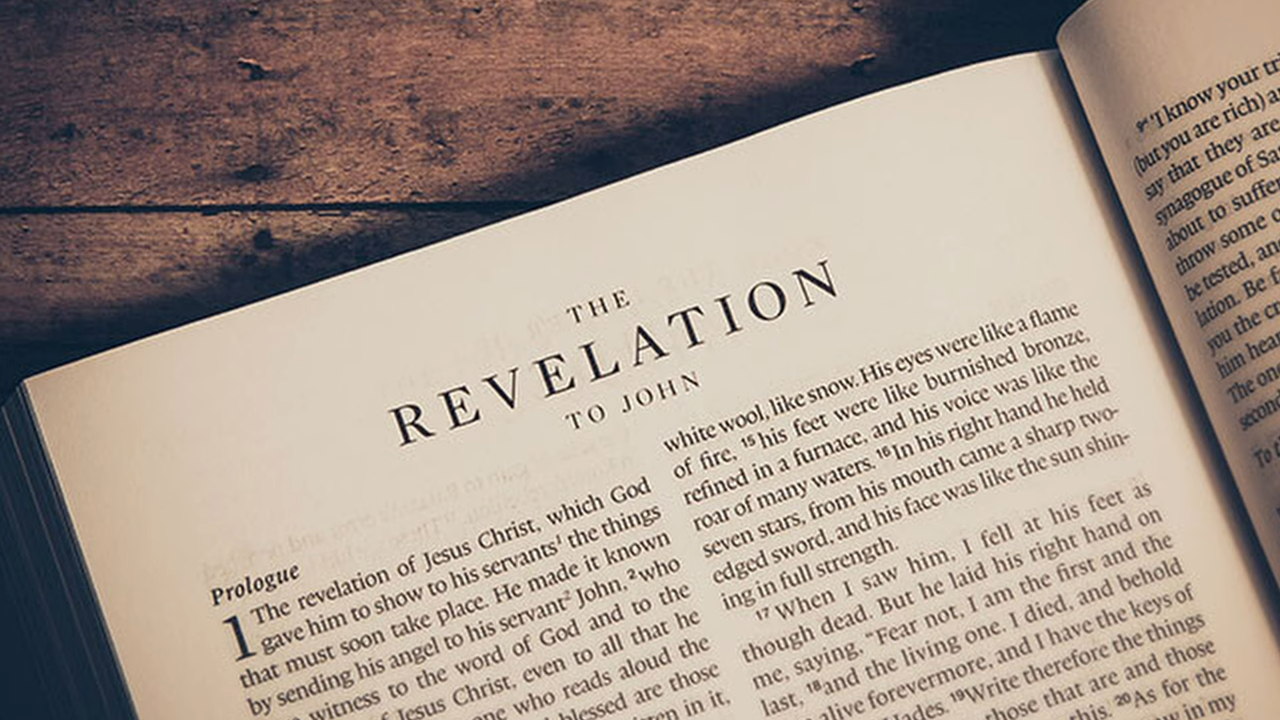 THE
REVELATION
TO JOHN
Prologue
1 The revelation of Jesus Christ, which God
gave him to show to his servants¹ the things
that must soon take place. He made it known
by sending his angel to his servant² John, ²who
witness to the word of God and to the
Jesus Christ, even to all that he
one who reads aloud the
blessed are those
in it,
white wool, like snow. His eyes were like a flame
of fire, ¹⁵his feet were like burnished bronze,
refined in a furnace, and his voice was like the
roar of many waters. ¹⁶In his right hand he held
seven stars, from his mouth came a sharp two-
edged sword, and his face was like the sun shin-
ing in full strength.
¹⁷When I saw him, I fell at his feet as
though dead. But he laid his right hand on
me, saying, “Fear not, I am the first and the
last, ¹⁸and the living one. I died, and behold
alive forevermore, and I have the keys of
¹⁹Write therefore the things
those that are and those
this. ²⁰As for the
in my
⁹“‘I know your
(but you are rich)
say that they are
synagogue of
about to suffer
throw some
be tested,
lation. Be
you the
him hear
The one
second
To